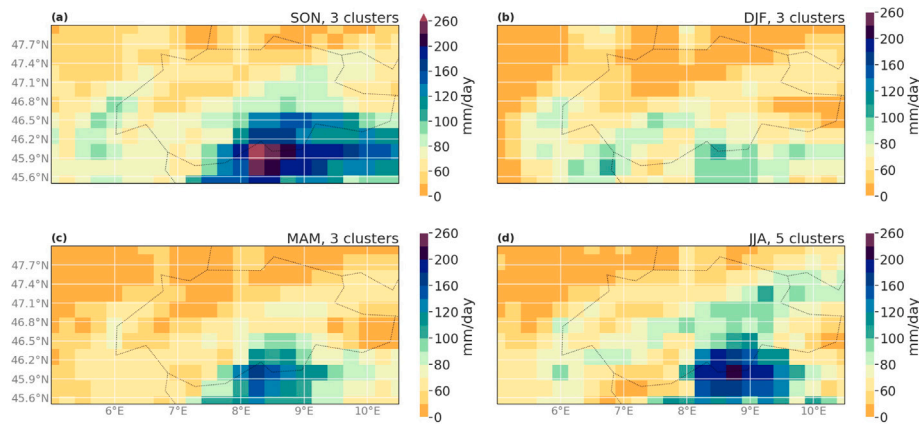 (a) SON, 3 clusters
47.7°N
47.4°N
47.1°N
46.8°N
46.5°N
46.2°N
45.9°N
45.6°N
260
200
160
120
100
80
60
0
mm/day
(b) DJF, 3 clusters
260
200
160
120
100
80
60
0
mm/day
(c) MAM, 3 clusters
47.7°N
47.4°N
47.1°N
46.8°N
46.5°N
46.2°N
45.9°N
45.6°N
6°E 7°E 8°E 9°E 10°E
260
200
160
120
100
80
60
0
mm/day
(d) JJA, 5 clusters
6°E 7°E 8°E 9°E 10°E
260
200
160
120
100
80
60
0
mm/day